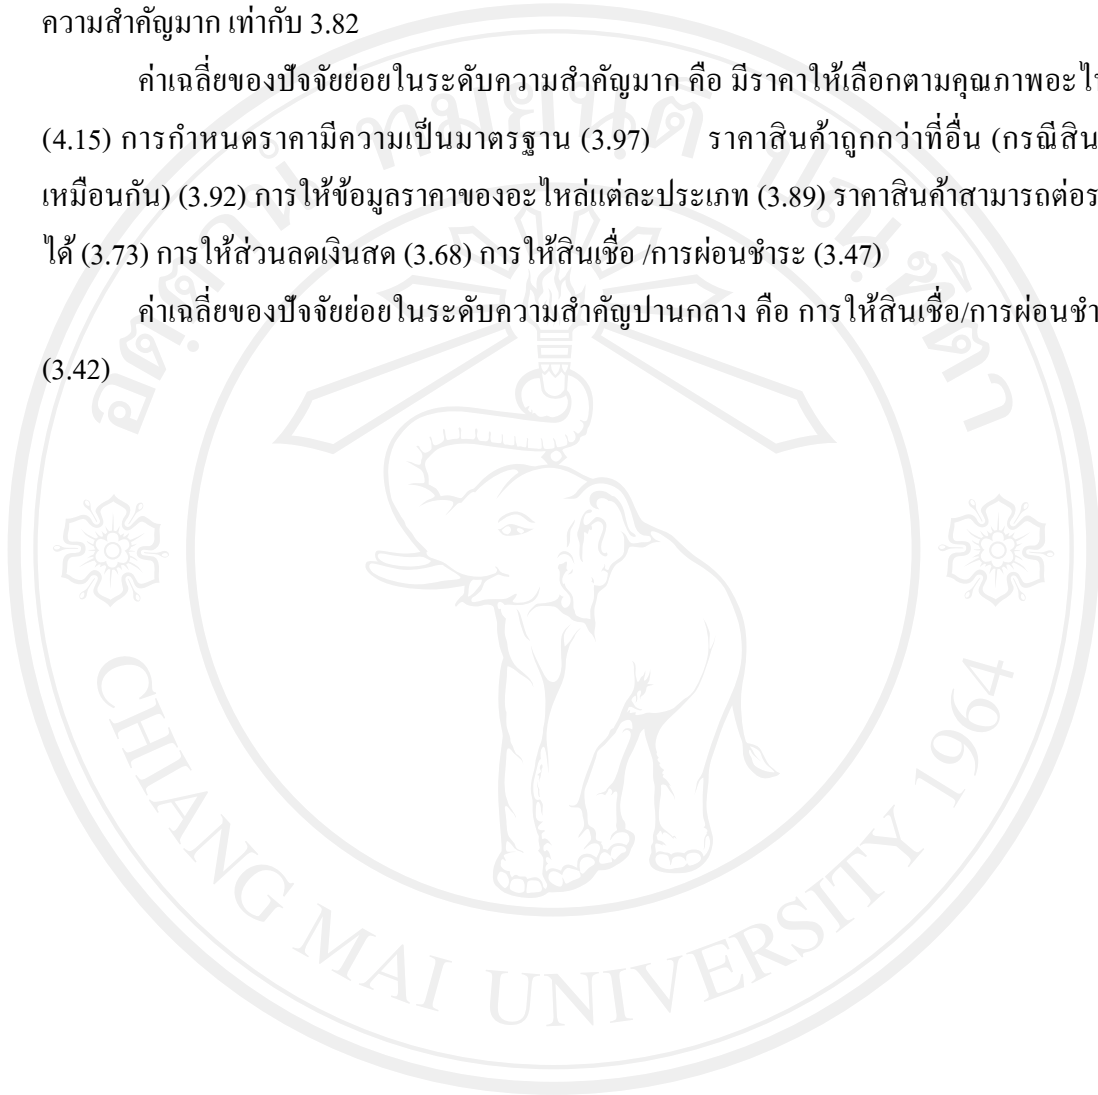 ความสำคัญมาก เท่ากับ 3.82
ค่าเฉลี่ยของปัจจัยย่อยในระดับความสำคัญมาก คือ มีราคาให้เลือกตามคุณภาพ
(4.15) การกำหนดราคามีความเป็นมาตรฐาน (3.97) ราคาสินค้าถูกกว่าที่อื่น (กรณีสิน
เหมือนกัน) (3.92) การให้ข้อมูลราคาของอะไหล่แต่ละประเภท (3.89) ราคาสินค้าสามารถต่อร
ได้ (3.73) การให้ส่วนลดเงินสด (3.68) การให้สินเชื่อ /การผ่อนชำระ (3.47)
ค่าเฉลี่ยของปัจจัยย่อยในระดับความสำคัญปานกลาง คือ การให้สินเชื่อ/การผ่อนชำ
(3.42)
อตฺตานํ ทมยนฺติ ปณฺฑิตา
CHIANG MAI UNIVERSITY 1964